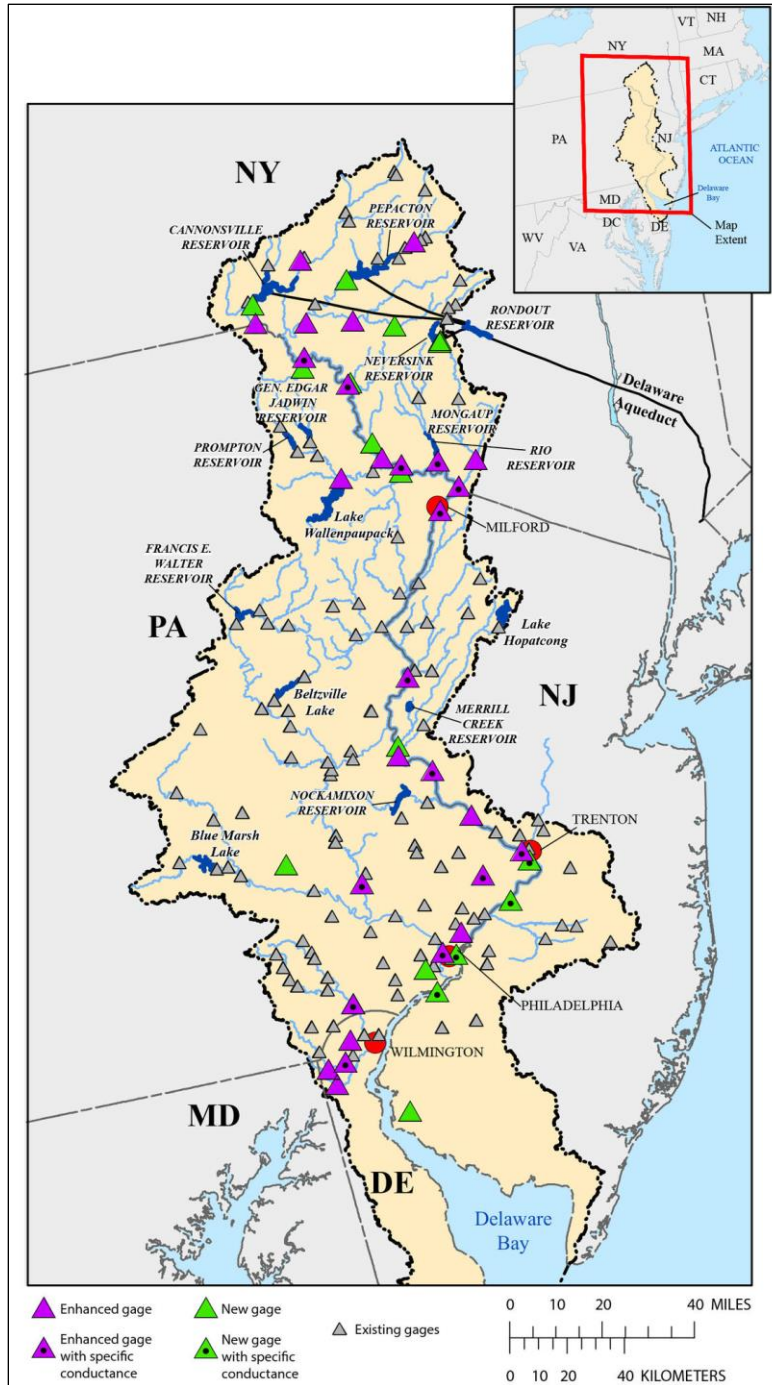 VT
NH
NY
MA
CT
PA
NJ
ATLANTIC
OCEAN
MD
Delaware
Bay
DC
DE
WV
VA
Map
Extent
NY
PEPACTON
RESERVOIR
CANNONSVILLE
RESERVOIR
RONDOUT
RESERVOIR
NEVERSINK
RESERVOIR
Delaware
Aqueduct
GEN. EDGAR
JADWIN
RESERVOIR
MONGAUP
RESERVOIR
PROMPTON
RESERVOIR
RIO
RESERVOIR
Lake
Wallenpaupack
MILFORD
FRANCIS E.
WALTER
RESERVOIR
PA
Lake
Hopatcong
Beltzville
Lake
NJ
MERRILL
CREEK
RESERVOIR
NOCKAMIXON
RESERVOIR
TRENTON
Blue Marsh
Lake
PHILADELPHIA
WILMINGTON
MD
DE
Delaware
Bay
Enhanced gage
New gage
Existing gages
Enhanced gage
with specific
conductance
New gage
with specific
conductance
0 10 20 40 MILES
0 10 20 40 KILOMETERS